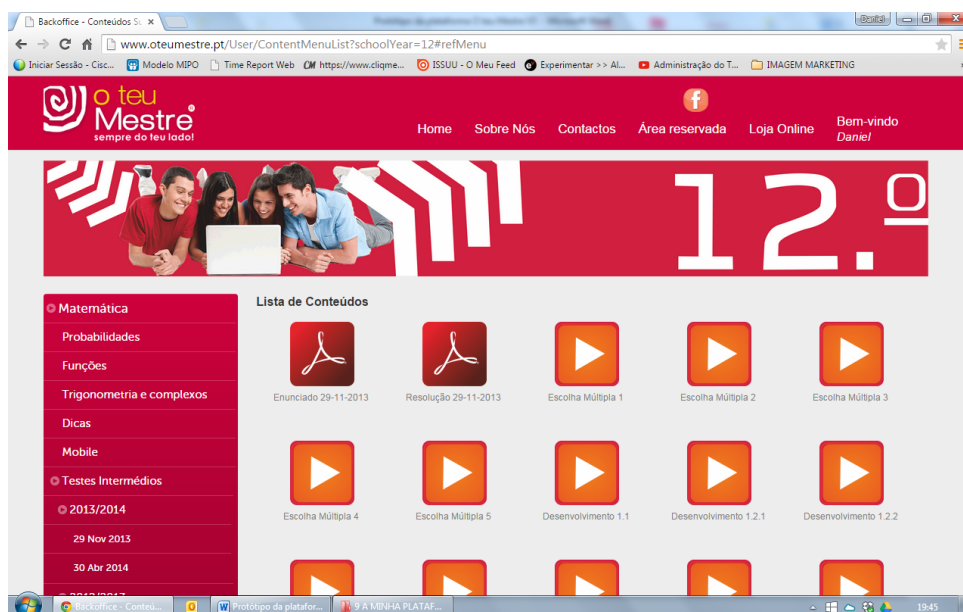 Backoffice - Conteúdos Su
Daniel
www.oteumestre.pt/User/ContentMenuList?schoolYear=12#refMenu
Iniciar Sessão - Cisc... Modelo MIPO Time Report Web CM https://www.cliqme... ISSUU - O Meu Feed Experimentar >> Al... Administração do T... IMAGEM MARKETING
o teu
Mestre®
sempre do teu lado!
Home Sobre Nós Contactos Área reservada Loja Online
Bem-vindo
Daniel
12.º
Matemática
Probabilidades
Funções
Trigonometria e complexos
Dicas
Mobile
Testes Intermédios
2013/2014
29 Nov 2013
30 Abr 2014
2012/2013
Lista de Conteúdos
Enunciado 29-11-2013 Resolução 29-11-2013 Escolha Múltipla 1 Escolha Múltipla 2 Escolha Múltipla 3
Escolha Múltipla 4 Escolha Múltipla 5 Desenvolvimento 1.1 Desenvolvimento 1.2.1 Desenvolvimento 1.2.2
Backoffice - Conteú... Protótipo da platafor... 9 A MINHA PLATAF...
19:45